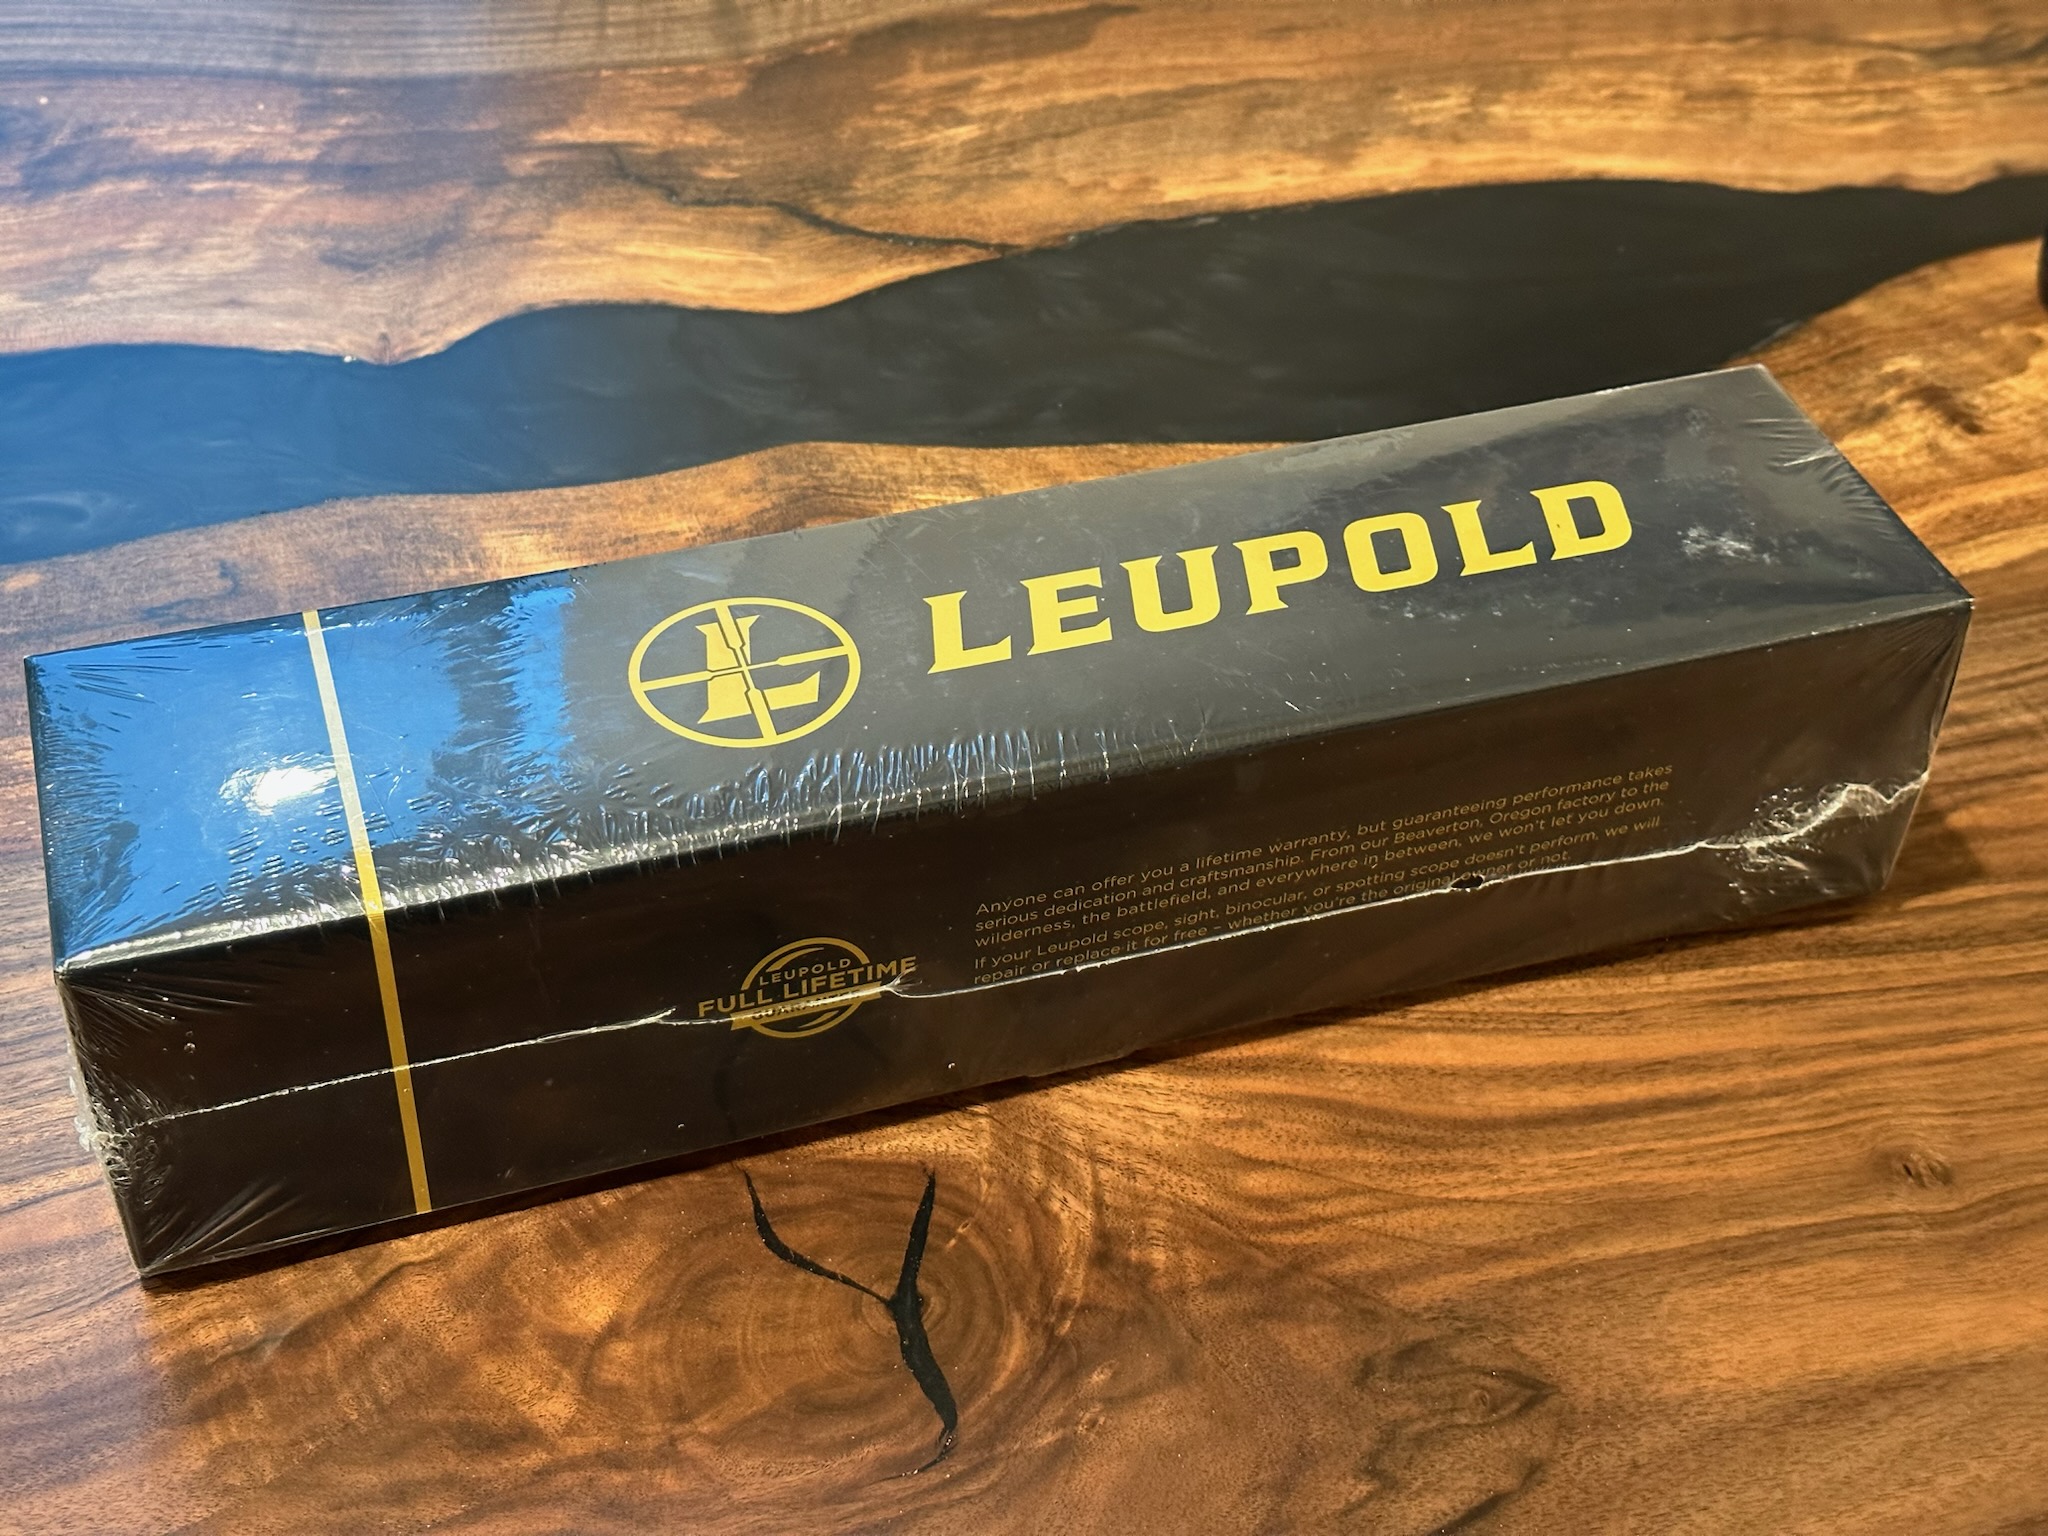 L
LEUPOLD
LEUPOLD
FULL LIFETIME
GUARANTEE
Anyone can offer you a lifetime warranty, but guaranteeing performance takes
serious dedication and craftsmanship. From our Beaverton, Oregon factory to the
wilderness, the battlefield, and everywhere in between, we won't let you down.
If your Leupold scope, sight, binocular, or spotting scope doesn't perform, we will
repair or replace it for free – whether you're the original owner or not.